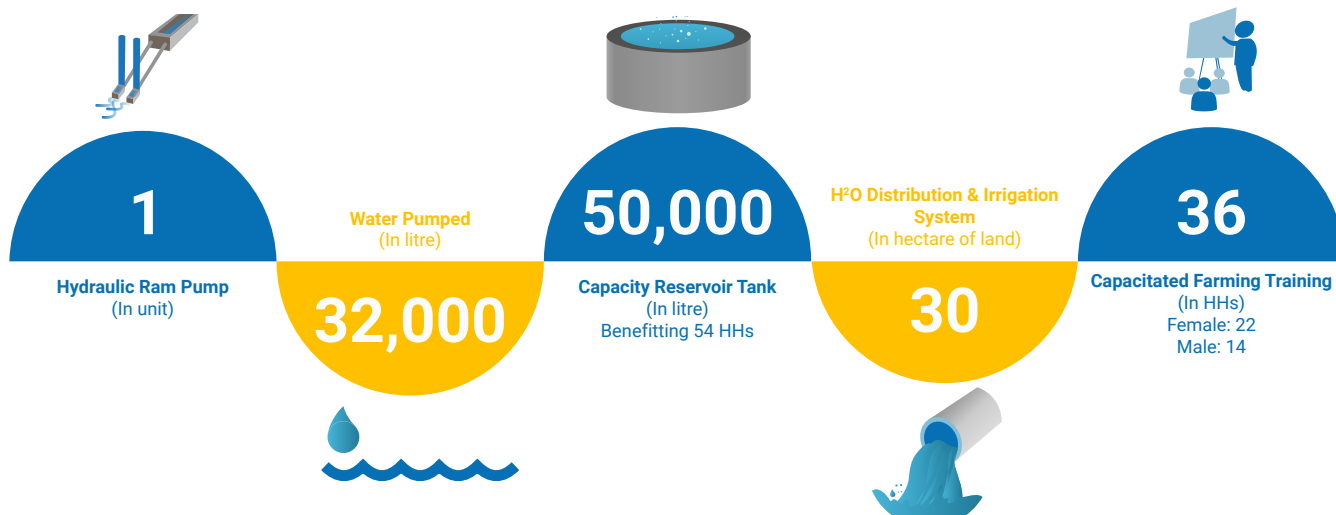 1
Hydraulic Ram Pump
(In unit)
Water Pumped
(In litre)
32,000
50,000
Capacity Reservoir Tank
(In litre)
Benefitting 54 HHs
H²O Distribution & Irrigation
System
(In hectare of land)
30
36
Capacitated Farming Training
(In HHs)
Female: 22
Male: 14